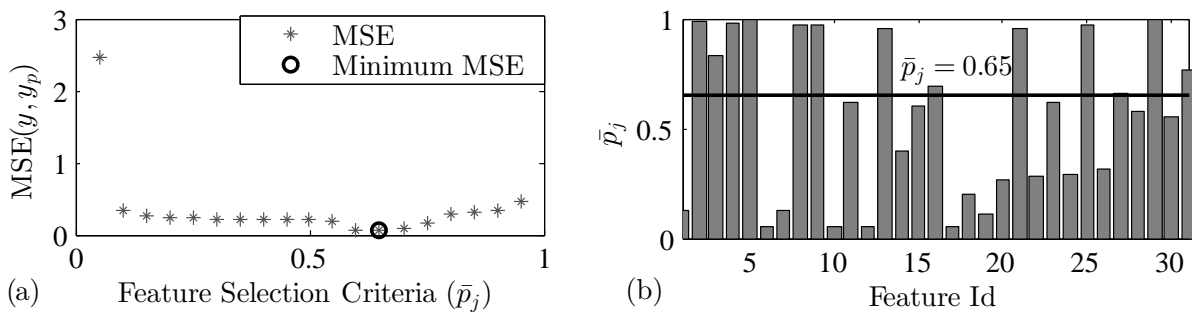 3
2
1
0
MSE(y, y_p)
MSE
Minimum MSE
0
0.5
1
(a)
Feature Selection Criteria (p̄_j)
1
0.5
0
p̄_j
p̄_j = 0.65
5
10
15
20
25
30
(b)
Feature Id